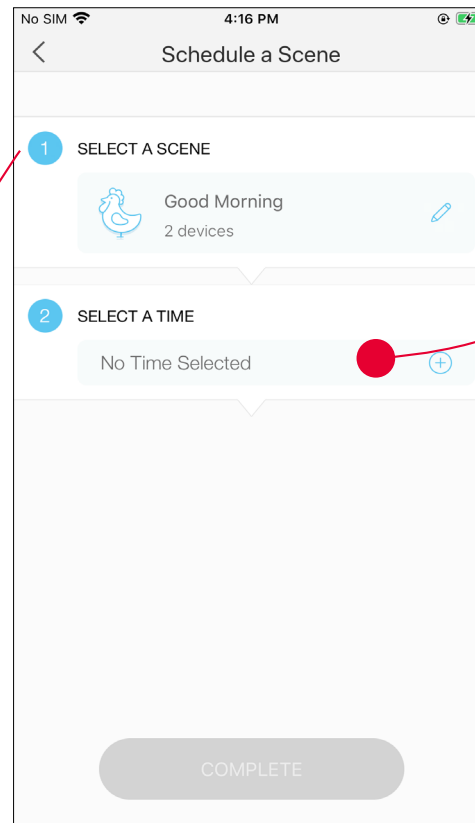 No SIM 4:16 PM
Schedule a Scene
1 SELECT A SCENE
Good Morning
2 devices
2 SELECT A TIME
No Time Selected
COMPLETE